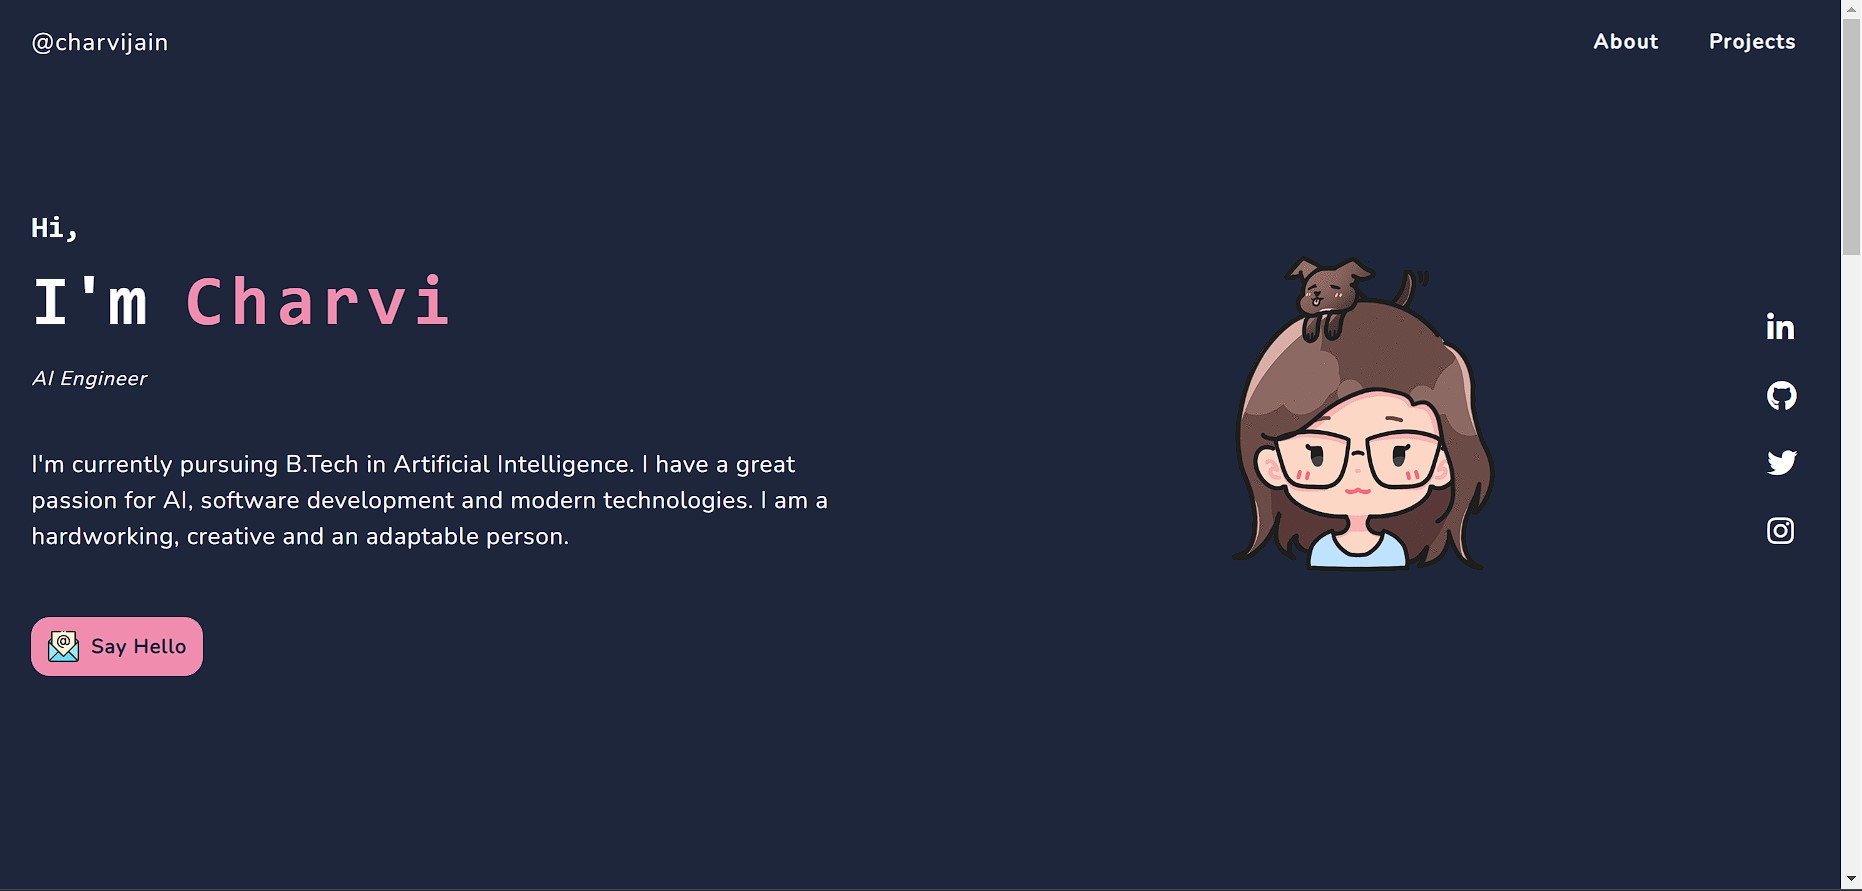 @charvijain
About
Projects
Hi,
I'm Charvi
AI Engineer
I'm currently pursuing B.Tech in Artificial Intelligence. I have a great
passion for AI, software development and modern technologies. I am a
hardworking, creative and an adaptable person.
@ Say Hello
in